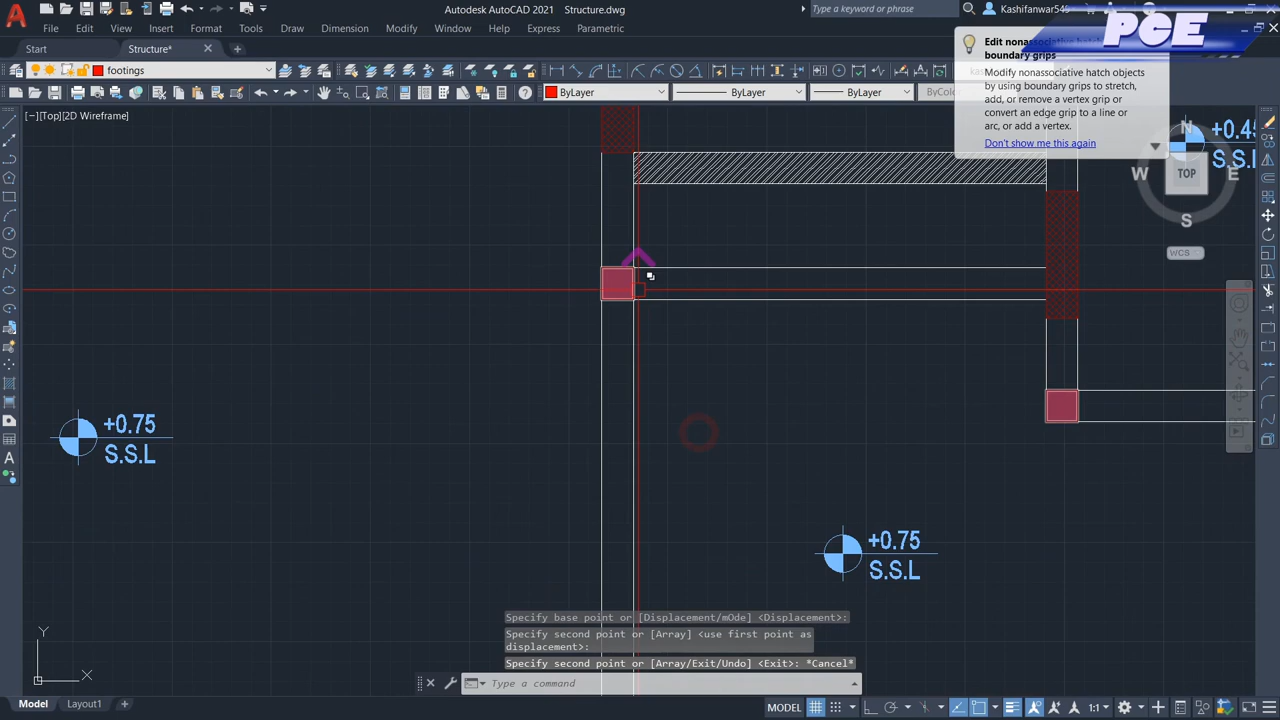 Autodesk AutoCAD 2021 Structure.dwg
Type a keyword or phrase
Kashifanwar545
PCE
File Edit View Insert Format Tools Draw Dimension Modify Window Help Express Parametric
Start
Structure*
footings
ByLayer
ByLayer
ByLayer
ByCo
[−][Top][2D Wireframe]
Edit nonassociative hatch
boundary grips
Modify nonassociative hatch objects
by using boundary grips to stretch,
add, or remove a vertex grip or
convert an edge grip to a line or
arc, or add a vertex.
Don't show me this again
N
W
TOP
E
S
WCS
+0.45
S.S.L
+0.75
S.S.L
+0.75
S.S.L
Y
X
Specify base point or [Displacement/mOde] <Displacement>:
Specify second point or [Array] <use first point as
displacement>:
Specify second point or [Array/Exit/Undo] <Exit>: *Cancel*
Type a command
Model
Layout1
MODEL
1:1